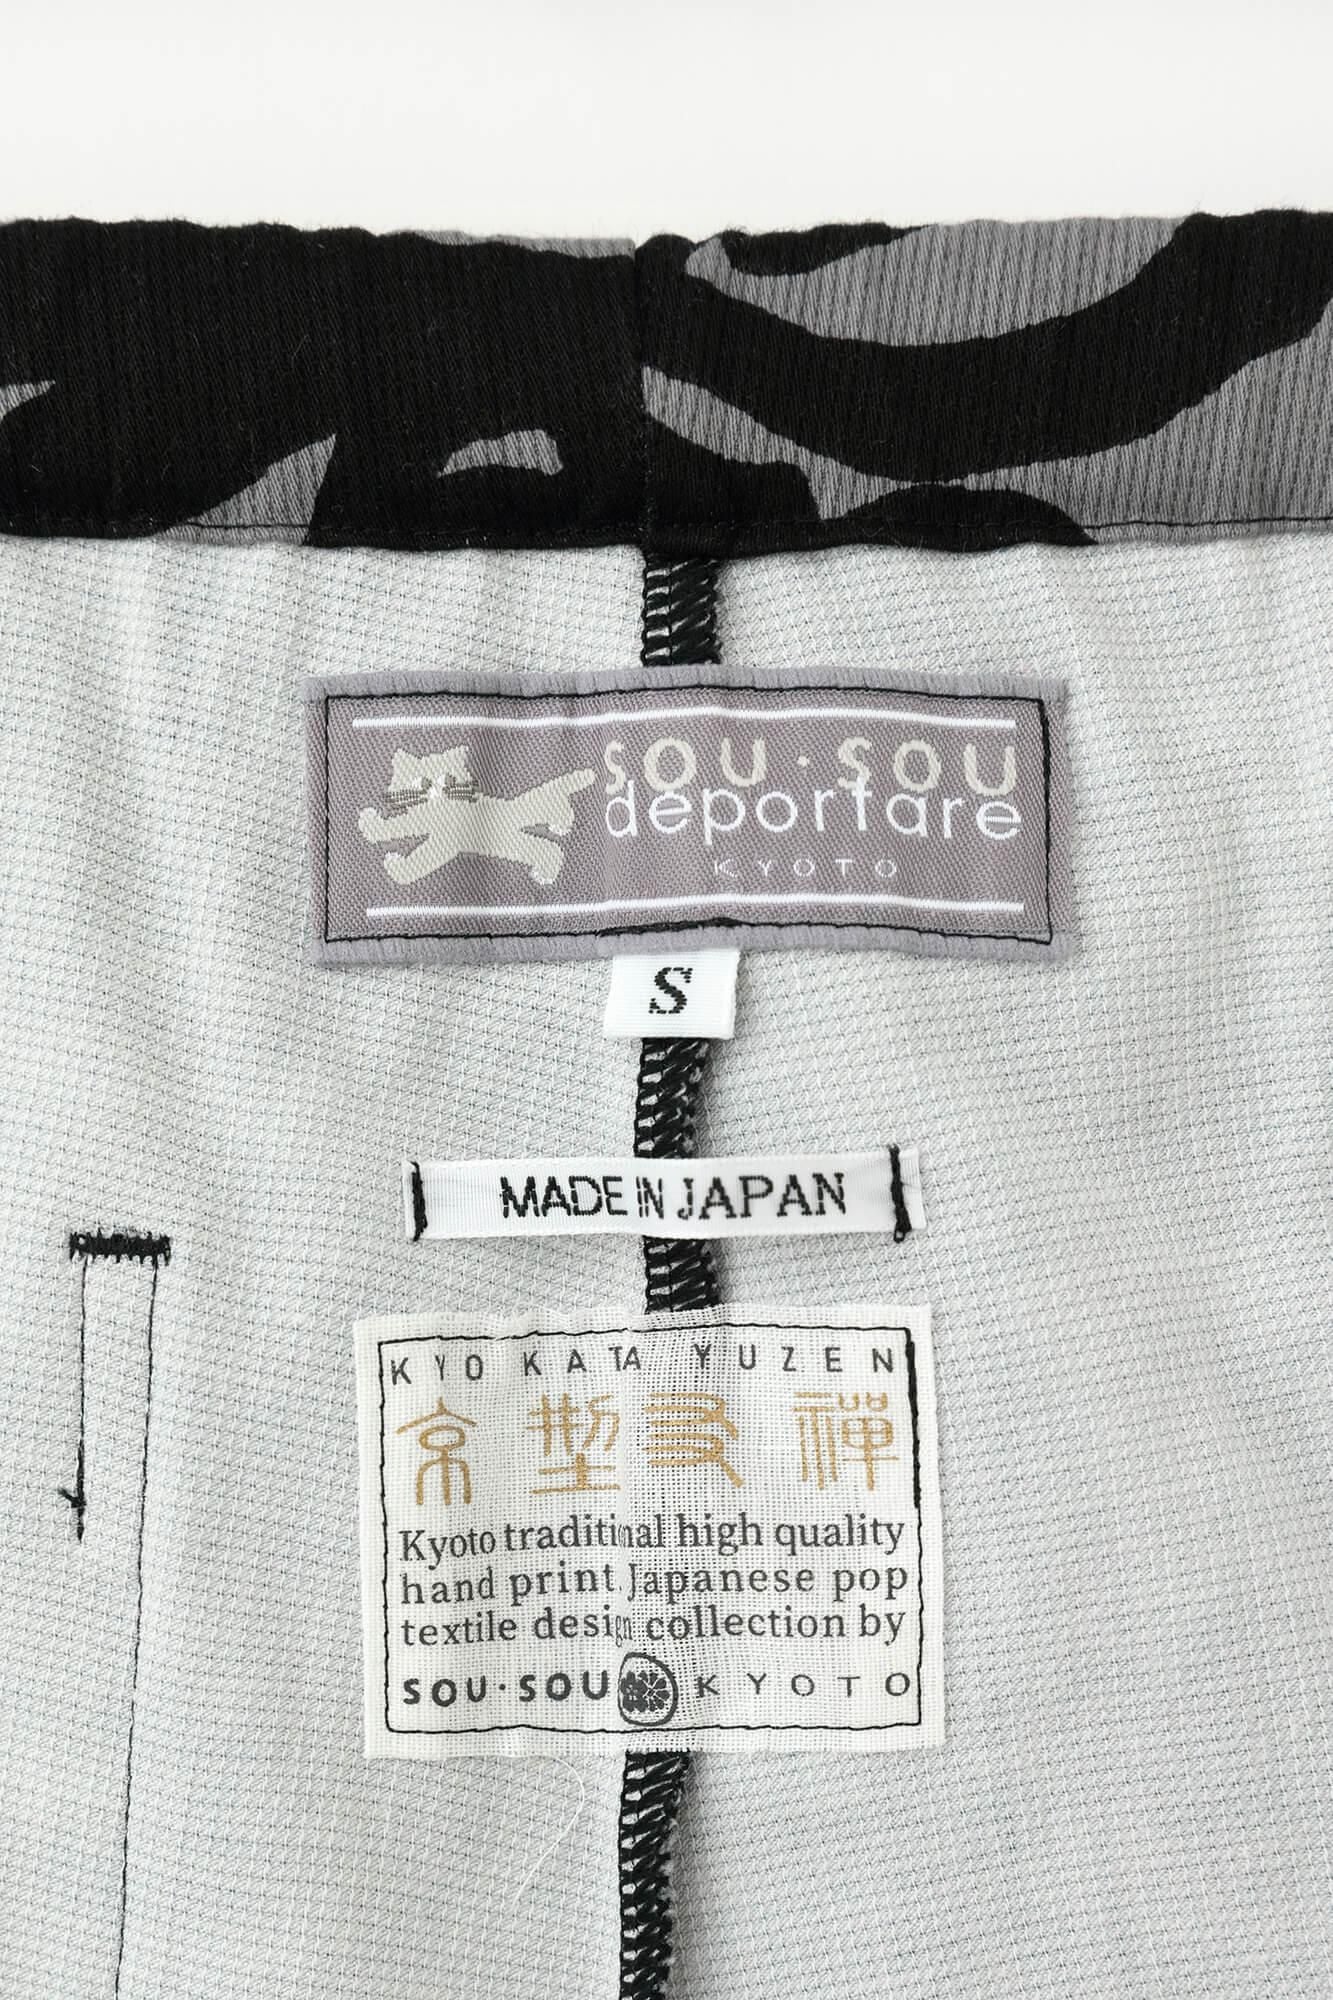 SOU・SOU
deportare
KYOTO
S
MADE IN JAPAN
KYO KATA YUZEN
京型友禅
Kyoto traditional high quality
hand print Japanese pop
textile design collection by
SOU・SOU KYOTO